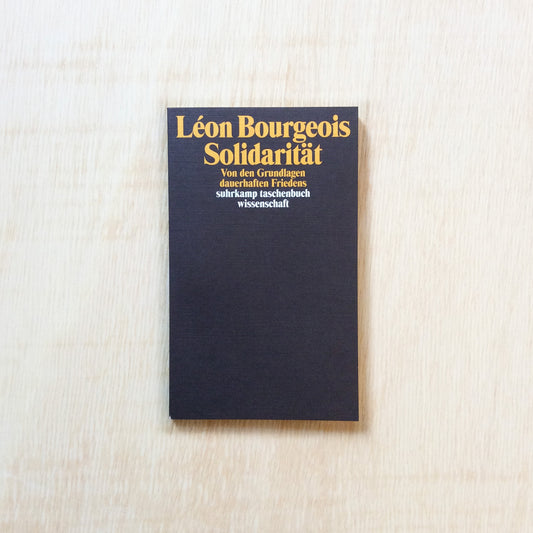 Léon Bourgeois
Solidarität
Von den Grundlagen
dauerhaften Friedens
suhrkamp taschenbuch
wissenschaft